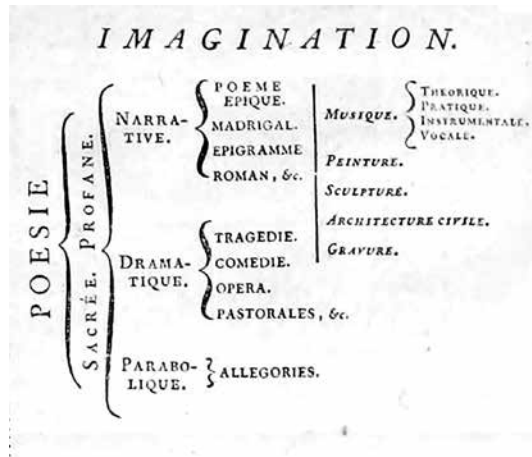 IMAGINATION.
POESIE
SACRÉE. PROFANE.
NARRA-
TIVE.
POEME
EPIQUE.
MADRIGAL.
EPIGRAMME
ROMAN, &c.
DRAMA-
TIQUE.
TRAGEDIE.
COMEDIE.
OPERA.
PASTORALES, &c.
PARABO-
LIQUE.
ALLEGORIES.
MUSIQUE.
THEORIQUE.
PRATIQUE.
INSTRUMENTALE.
VOCALE.
PEINTURE.
SCULPTURE.
ARCHITECTURE CIVILE.
GRAVURE.